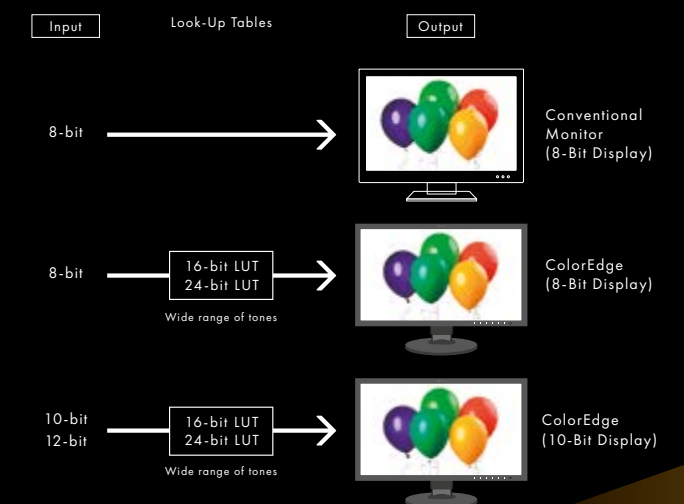 Input
Look-Up Tables
Output
8-bit
Conventional
Monitor
(8-Bit Display)
8-bit
16-bit LUT
24-bit LUT
Wide range of tones
ColorEdge
(8-Bit Display)
10-bit
12-bit
16-bit LUT
24-bit LUT
Wide range of tones
ColorEdge
(10-Bit Display)